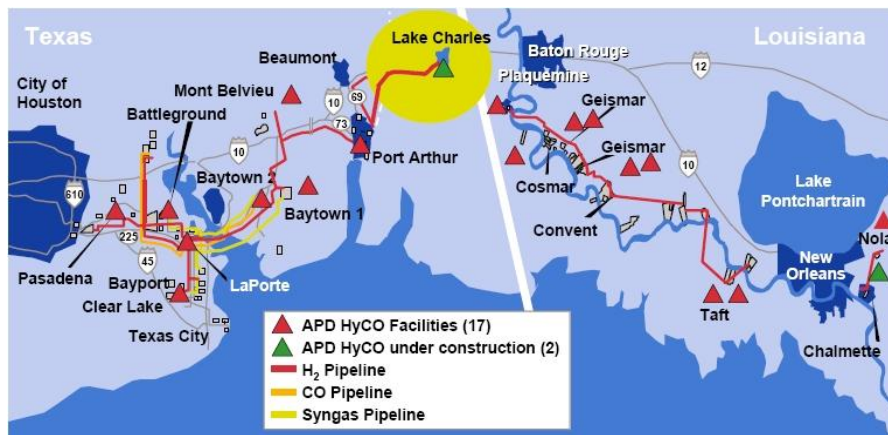 Texas
Lake Charles
Louisiana
Beaumont
Baton Rouge
12
Plaquemine
City of
Houston
Mont Belvieu
69
10
Geismar
Battleground
73
Geismar
10
Port Arthur
10
Baytown 2
Cosmar
Lake
Pontchartrain
610
Baytown 1
Convent
225
Nola
Pasadena
45
LaPorte
New
Orleans
Bayport
Clear Lake
Taft
Texas City
Chalmette
APD HyCO Facilities (17)
APD HyCO under construction (2)
H₂ Pipeline
CO Pipeline
Syngas Pipeline